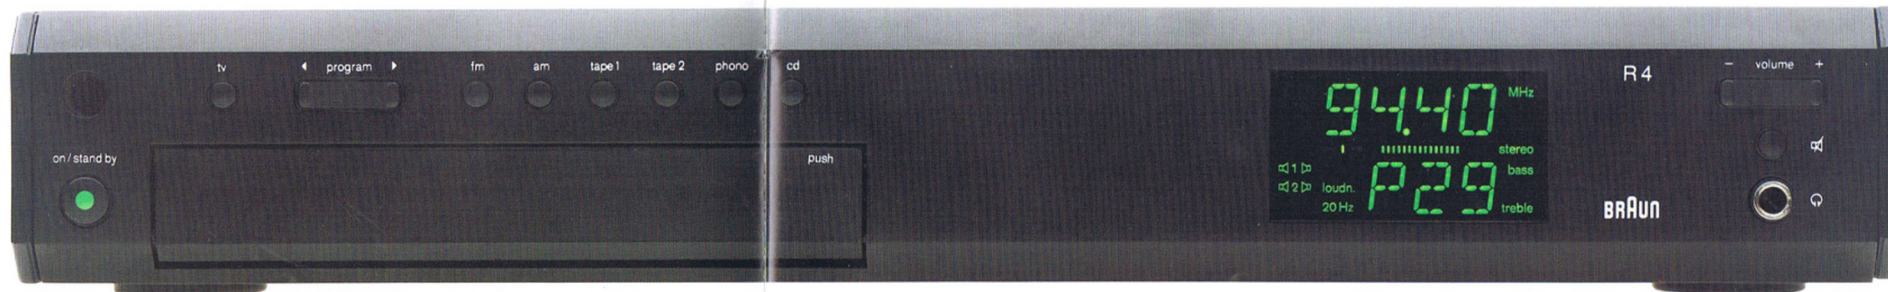 tv ◀ program ▶ fm am tape 1 tape 2 phono cd
on / stand by
push
94.40 MHz
stereo
1 bass
2 loudn. P29
20 Hz treble
R 4
− volume +
BRAUN